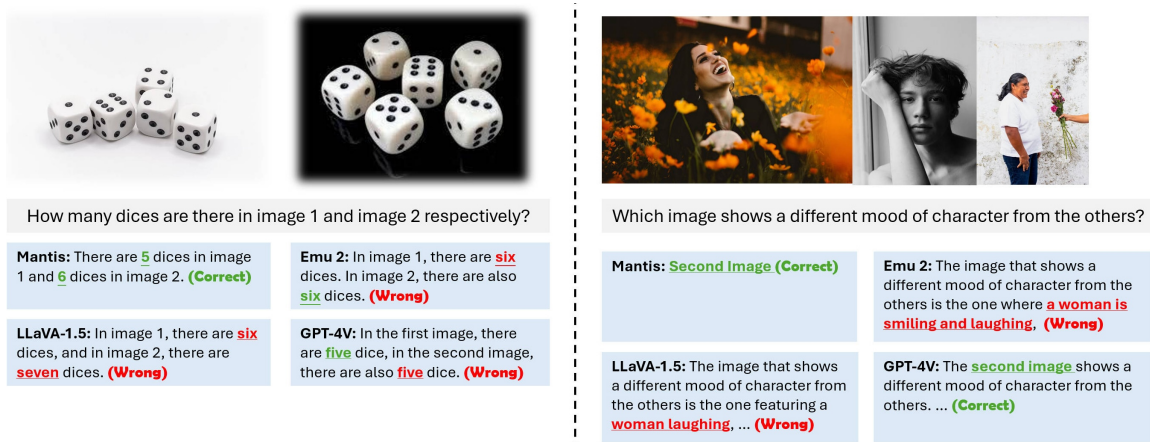 How many dices are there in image 1 and image 2 respectively?
Mantis: There are 5 dices in image
1 and 6 dices in image 2. (Correct)
Emu 2: In image 1, there are six
dices. In image 2, there are also
six dices. (Wrong)
LLaVA-1.5: In image 1, there are six
dices, and in image 2, there are
seven dices. (Wrong)
GPT-4V: In the first image, there
are five dice, in the second image,
there are also five dice. (Wrong)
Which image shows a different mood of character from the others?
Mantis: Second Image (Correct)
Emu 2: The image that shows a
different mood of character from the
others is the one where a woman is
smiling and laughing, (Wrong)
LLaVA-1.5: The image that shows
a different mood of character from
the others is the one featuring a
woman laughing, ... (Wrong)
GPT-4V: The second image shows a
different mood of character from the
others. ... (Correct)